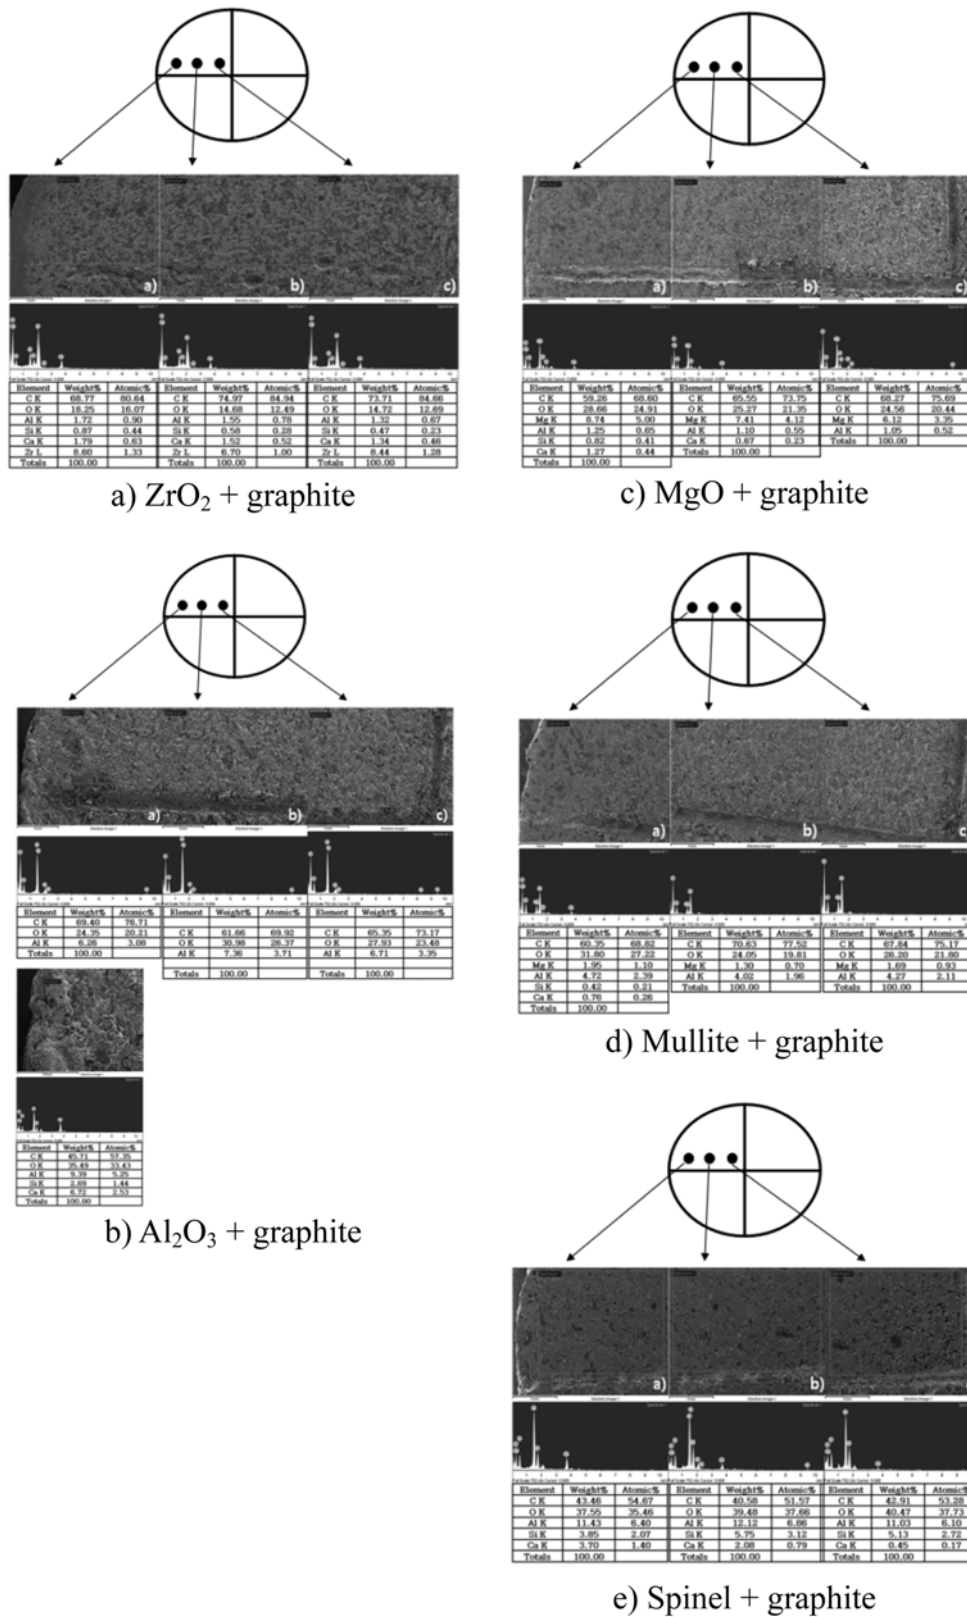 a)
b)
c)
Element Weight% Atomic%
C K 68.77 80.64
O K 18.25 16.07
Al K 1.72 0.90
Si K 0.87 0.44
Ca K 1.79 0.63
Zr L 8.60 1.33
Totals 100.00
Element Weight% Atomic%
C K 74.97 84.94
O K 14.68 12.49
Al K 1.55 0.78
Si K 0.58 0.28
Ca K 1.52 0.52
Zr L 6.70 1.00
Totals 100.00
Element Weight% Atomic%
C K 73.71 84.66
O K 14.72 12.69
Al K 1.32 0.67
Si K 0.47 0.23
Ca K 1.34 0.46
Zr L 8.44 1.28
Totals 100.00
a) ZrO2 + graphite
a)
b)
c)
Element Weight% Atomic%
C K 59.26 68.60
O K 28.66 24.91
Mg K 8.74 5.00
Al K 1.25 0.65
Si K 0.82 0.41
Ca K 1.27 0.44
Totals 100.00
Element Weight% Atomic%
C K 65.55 73.75
O K 25.27 21.35
Mg K 7.41 4.12
Al K 1.10 0.55
Ca K 0.67 0.23
Totals 100.00
Element Weight% Atomic%
C K 68.27 75.69
O K 24.56 20.44
Mg K 6.12 3.35
Al K 1.05 0.52
Totals 100.00
c) MgO + graphite
a)
b)
c)
Element Weight% Atomic%
C K 69.40 76.71
O K 24.35 20.21
Al K 6.26 3.08
Totals 100.00
Element Weight% Atomic%
C K 61.66 69.92
O K 30.98 26.37
Al K 7.36 3.71
Totals 100.00
Element Weight% Atomic%
C K 65.35 73.17
O K 27.93 23.48
Al K 6.71 3.35
Totals 100.00
Element Weight% Atomic%
C K 45.71 57.35
O K 35.49 33.43
Al K 9.39 5.25
Si K 2.69 1.44
Ca K 6.72 2.53
Totals 100.00
b) Al2O3 + graphite
a)
b)
c
Element Weight% Atomic%
C K 60.35 68.82
O K 31.80 27.22
Mg K 1.95 1.10
Al K 4.72 2.39
Si K 0.42 0.21
Ca K 0.76 0.26
Totals 100.00
Element Weight% Atomic%
C K 70.63 77.52
O K 24.05 19.81
Mg K 1.30 0.70
Al K 4.02 1.96
Totals 100.00
Element Weight% Atomic%
C K 67.84 75.17
O K 26.20 21.80
Mg K 1.69 0.93
Al K 4.27 2.11
Totals 100.00
d) Mullite + graphite
a)
b)
Element Weight% Atomic%
C K 43.46 54.67
O K 37.55 35.46
Al K 11.43 6.40
Si K 3.85 2.07
Ca K 3.70 1.40
Totals 100.00
Element Weight% Atomic%
C K 40.58 51.57
O K 39.48 37.66
Al K 12.12 6.86
Si K 5.75 3.12
Ca K 2.08 0.79
Totals 100.00
Element Weight% Atomic%
C K 42.91 53.28
O K 40.47 37.73
Al K 11.03 6.10
Si K 5.13 2.72
Ca K 0.45 0.17
Totals 100.00
e) Spinel + graphite